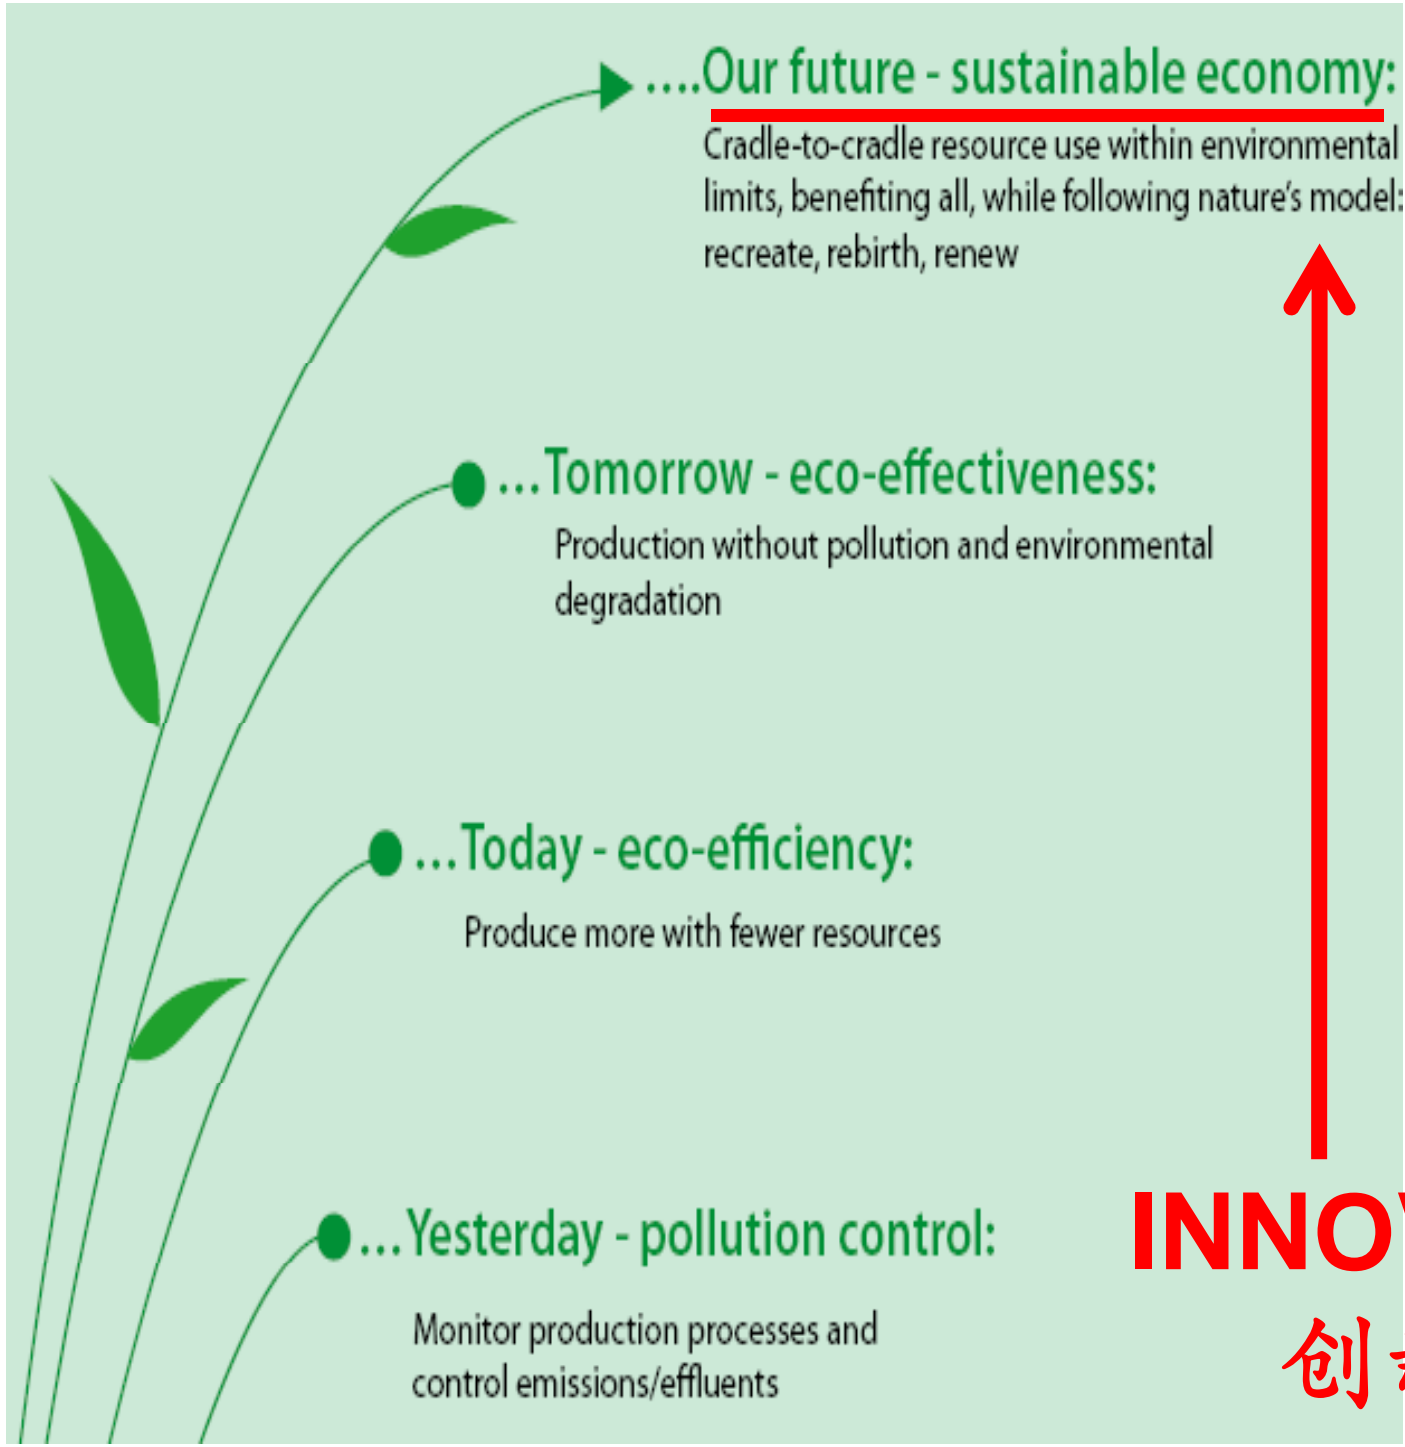 ....Our future - sustainable economy:
Cradle-to-cradle resource use within environmental
limits, benefiting all, while following nature's model:
recreate, rebirth, renew
...Tomorrow - eco-effectiveness:
Production without pollution and environmental
degradation
...Today - eco-efficiency:
Produce more with fewer resources
...Yesterday - pollution control:
Monitor production processes and
control emissions/effluents
INNO
创